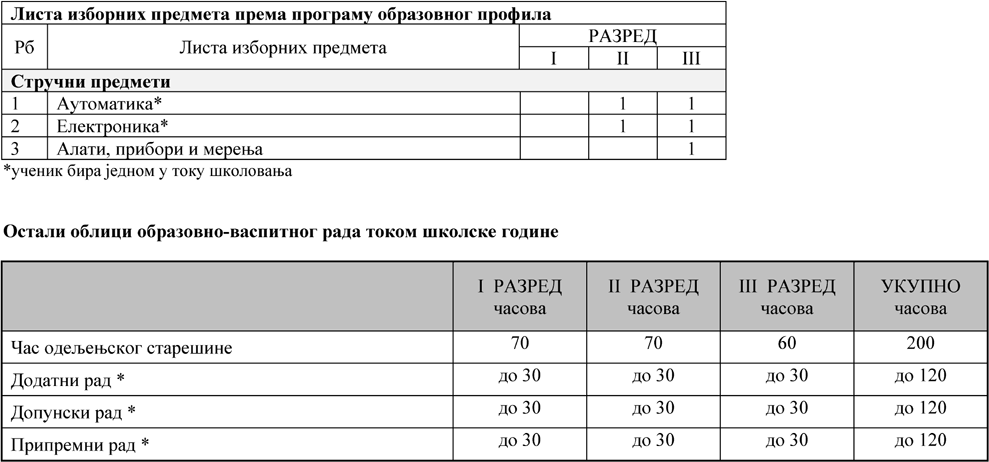 Листа изборних предмета према програму образовног профила
Рб Листа изборних предмета РАЗРЕД
I II III
Стручни предмети
1 Аутоматика* 1 1
2 Електроника* 1 1
3 Алати, прибори и мерења 1
*ученик бира једном у току школовања
Остали облици образовно-васпитног рада током школске године
I РАЗРЕД II РАЗРЕД III РАЗРЕД УКУПНО
часова часова часова часова
Час одељењског старешине 70 70 60 200
Додатни рад * до 30 до 30 до 30 до 120
Допунски рад * до 30 до 30 до 30 до 120
Припремни рад * до 30 до 30 до 30 до 120